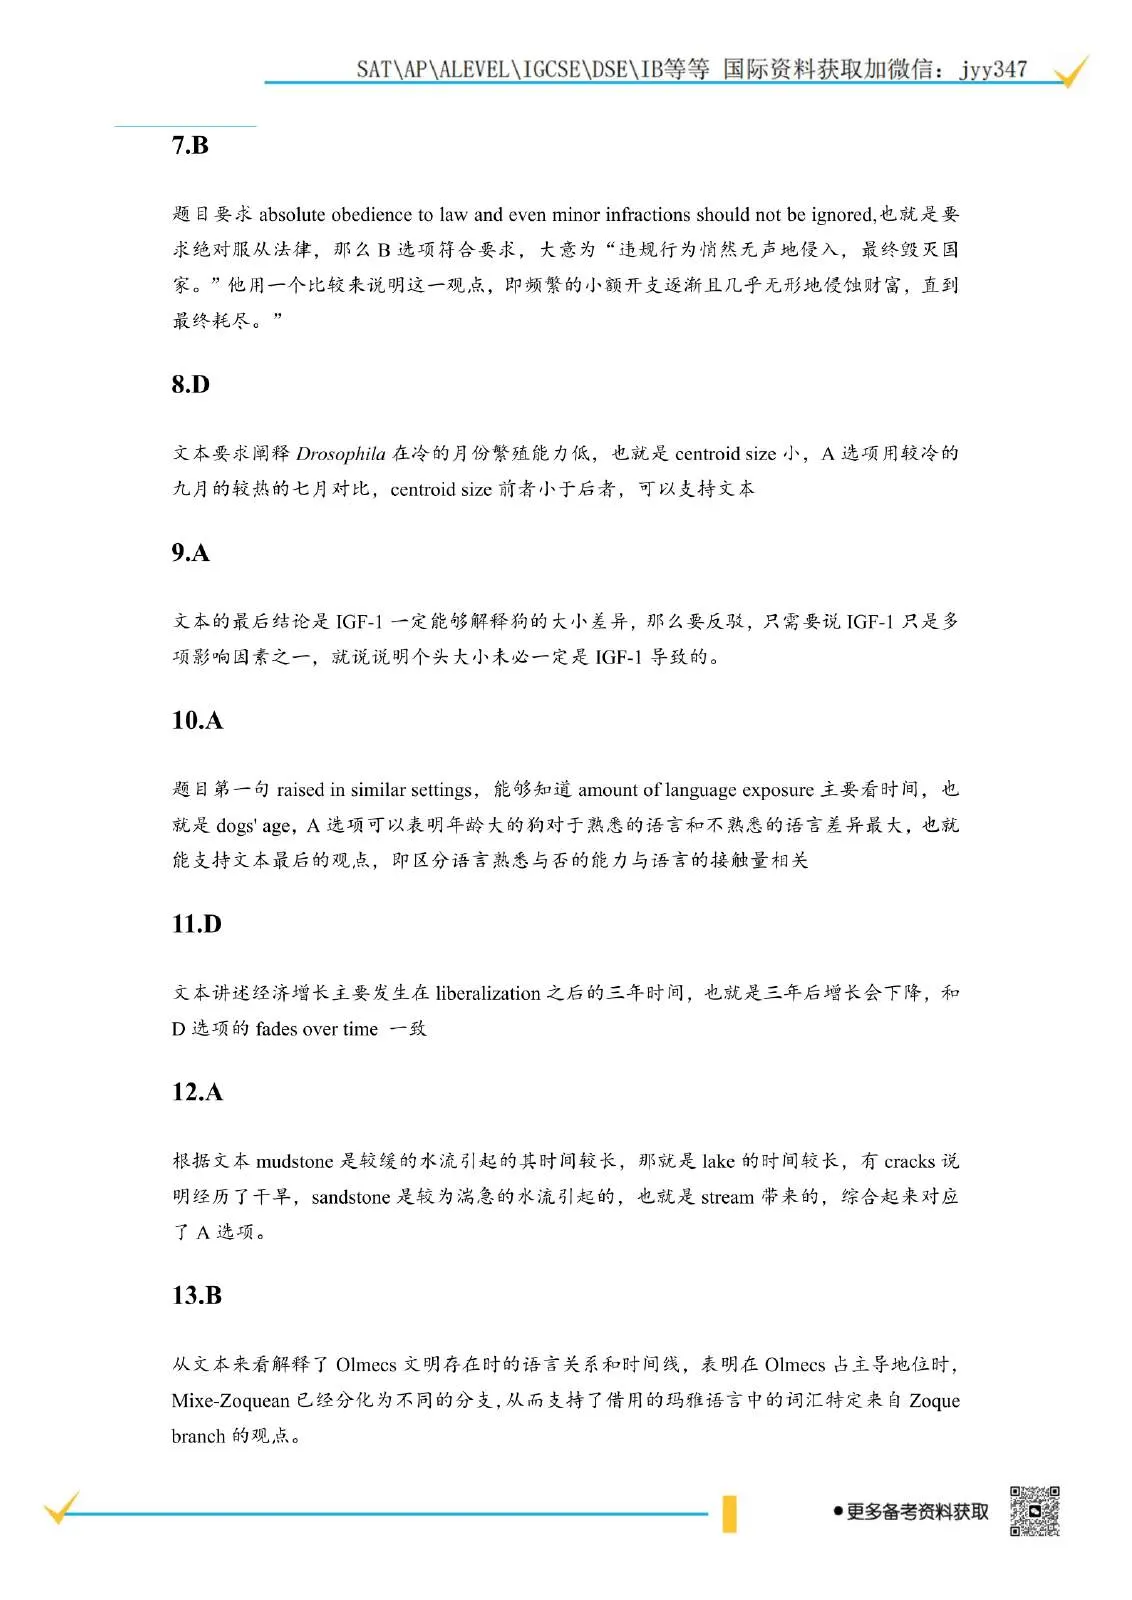 SAT\AP\ALEVEL\IGCSE\DSE\IB等等 国际资料获取加微信：jyy347
7.B
题目要求 absolute obedience to law and even minor infractions should not be ignored,也就是要
求绝对服从法律，那么 B 选项符合要求，大意为“违规行为悄然无声地侵入，最终毁灭国
家。”他用一个比较来说明这一观点，即频繁的小额开支逐渐且几乎无形地侵蚀财富，直到
最终耗尽。”
8.D
文本要求阐释 Drosophila 在冷的月份繁殖能力低，也就是 centroid size 小，A 选项用较冷的
九月的较热的七月对比，centroid size 前者小于后者，可以支持文本
9.A
文本的最后结论是 IGF-1 一定能够解释狗的大小差异，那么要反驳，只需要说 IGF-1 只是多
项影响因素之一，就说说明个头大小未必一定是 IGF-1 导致的。
10.A
题目第一句 raised in similar settings，能够知道 amount of language exposure 主要看时间，也
就是 dogs' age，A 选项可以表明年龄大的狗对于熟悉的语言和不熟悉的语言差异最大，也就
能支持文本最后的观点，即区分语言熟悉与否的能力与语言的接触量相关
11.D
文本讲述经济增长主要发生在 liberalization 之后的三年时间，也就是三年后增长会下降，和
D 选项的 fades over time 一致
12.A
根据文本 mudstone 是较缓的水流引起的其时间较长，那就是 lake 的时间较长，有 cracks 说
明经历了干旱，sandstone 是较为湍急的水流引起的，也就是 stream 带来的，综合起来对应
了 A 选项。
13.B
从文本来看解释了 Olmecs 文明存在时的语言关系和时间线，表明在 Olmecs 占主导地位时，
Mixe-Zoquean 已经分化为不同的分支，从而支持了借用的玛雅语言中的词汇特定来自 Zoque
branch 的观点。
●更多备考资料获取